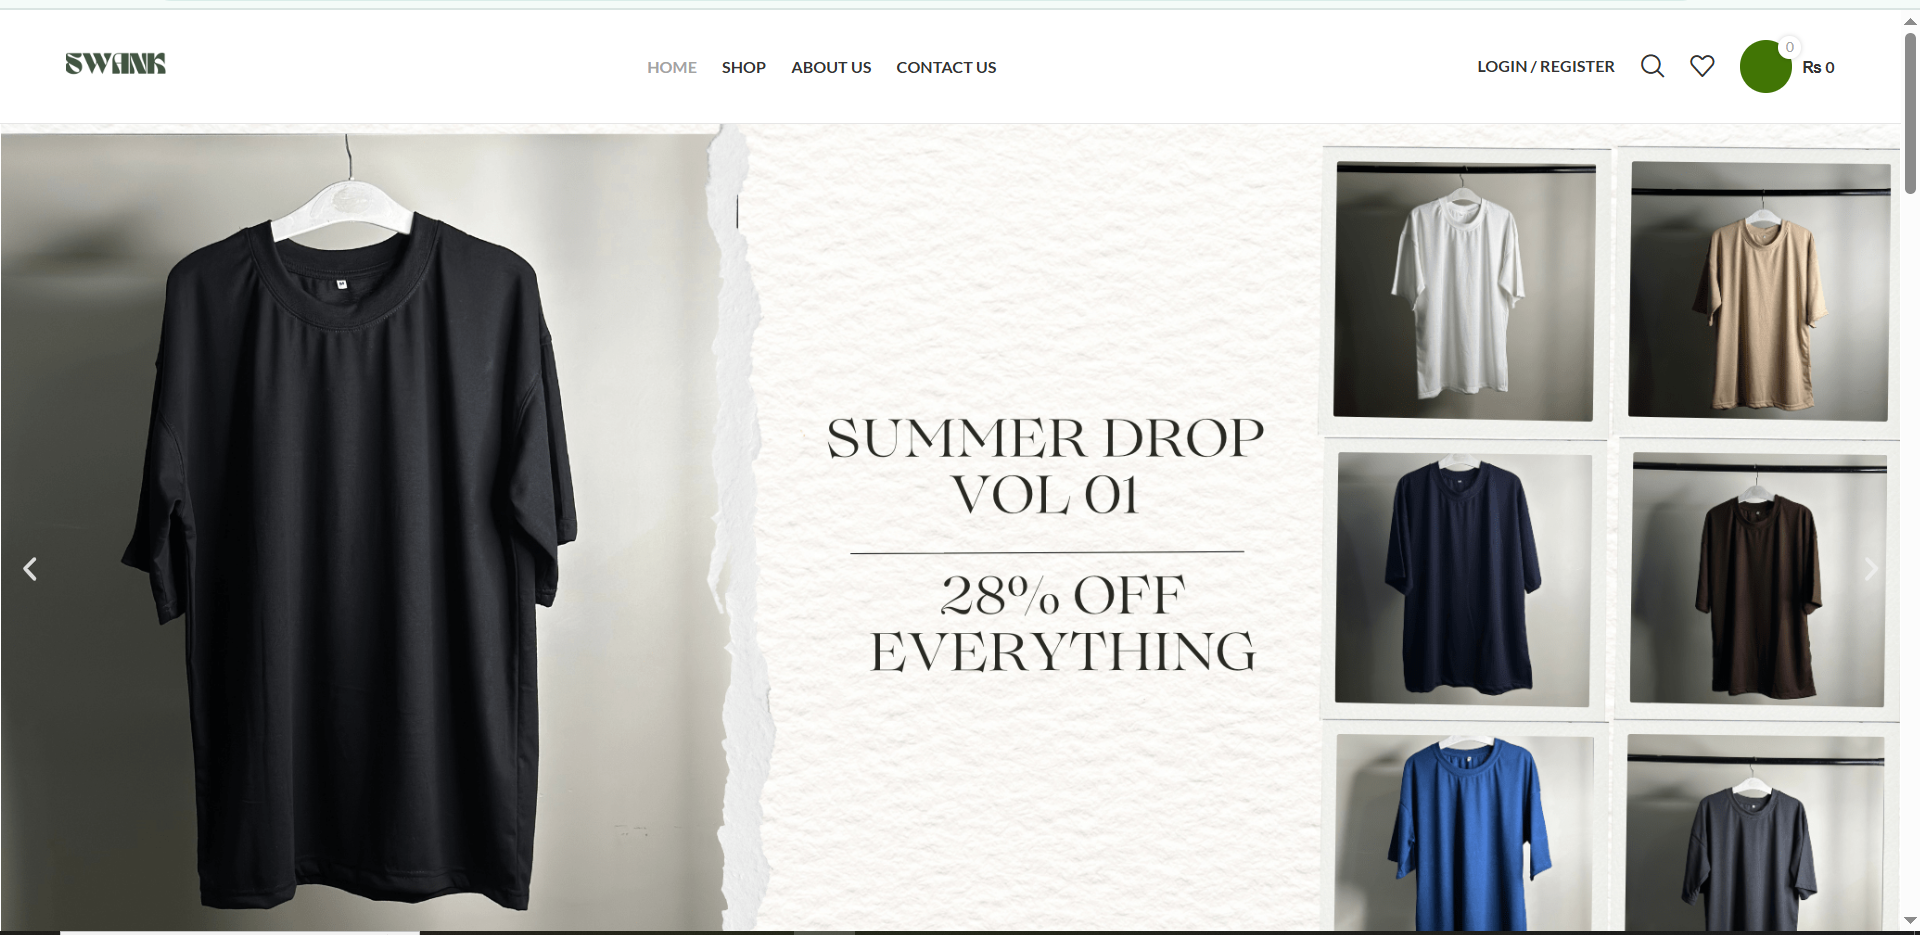 SWANK
HOME SHOP ABOUT US CONTACT US
LOGIN / REGISTER
0
₨ 0
SUMMER DROP
VOL 01
28% OFF
EVERYTHING